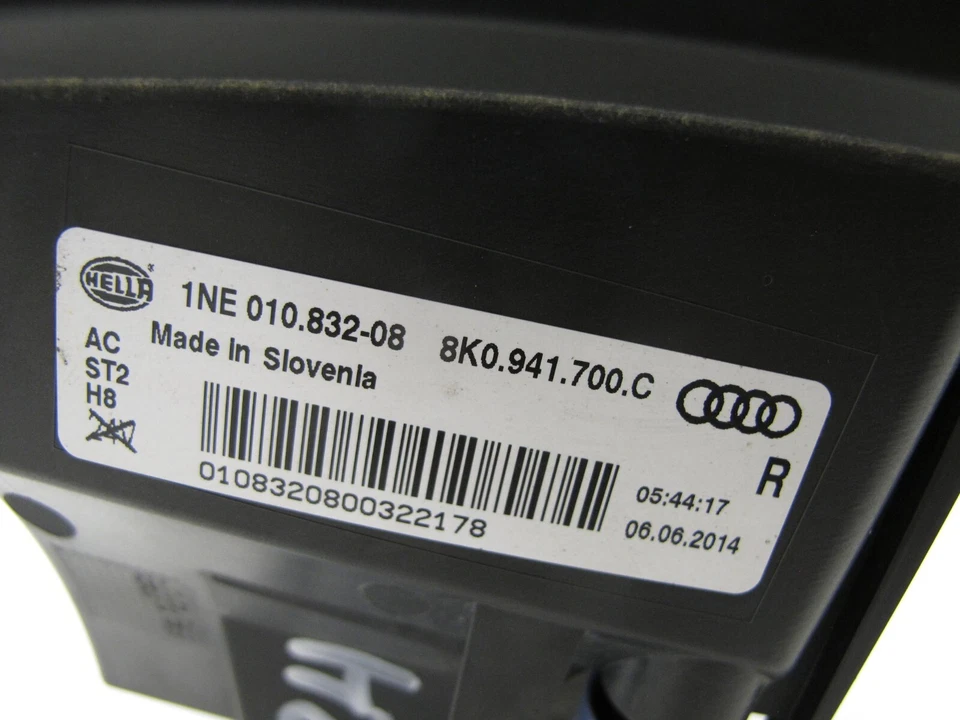 HELLA
1NE 010.832-08 8K0.941.700.C
Made in Slovenia
AC
ST2
H8
R
0108320800322178
05:44:17
06.06.2014